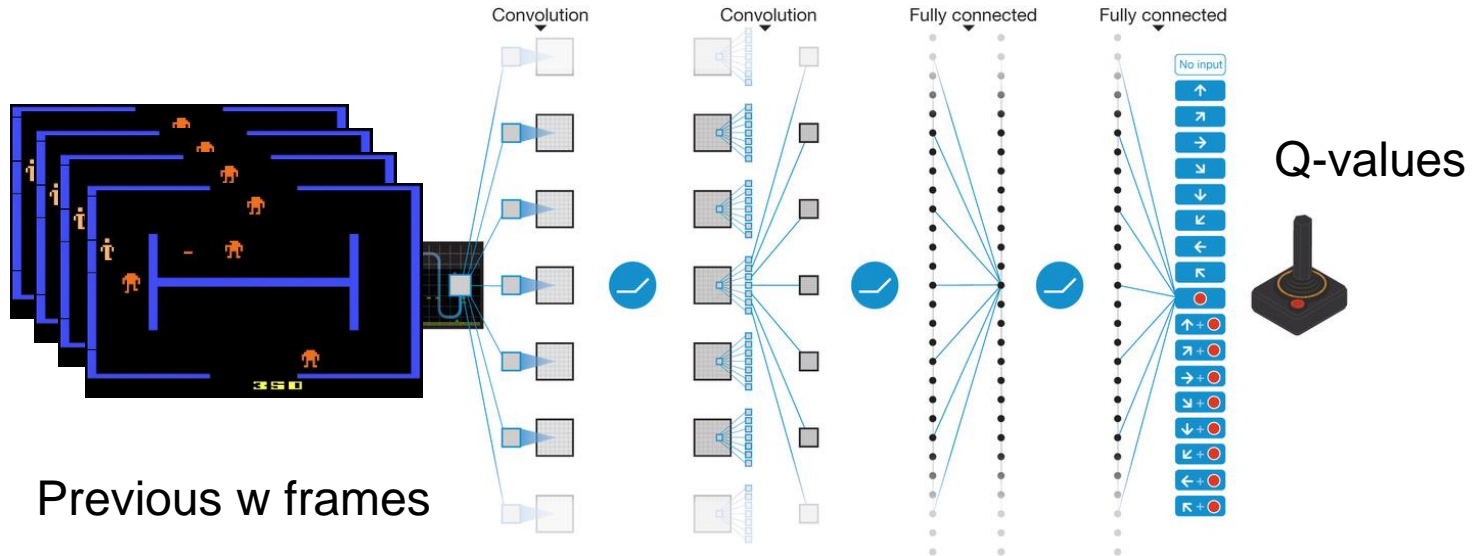 Convolution
Convolution
Fully connected
Fully connected
No input
↑
↗
→
↘
↓
↙
←
↖
↑+
↗+
→+
↘+
↓+
↙+
←+
↖+
Q-values
350
Previous w frames